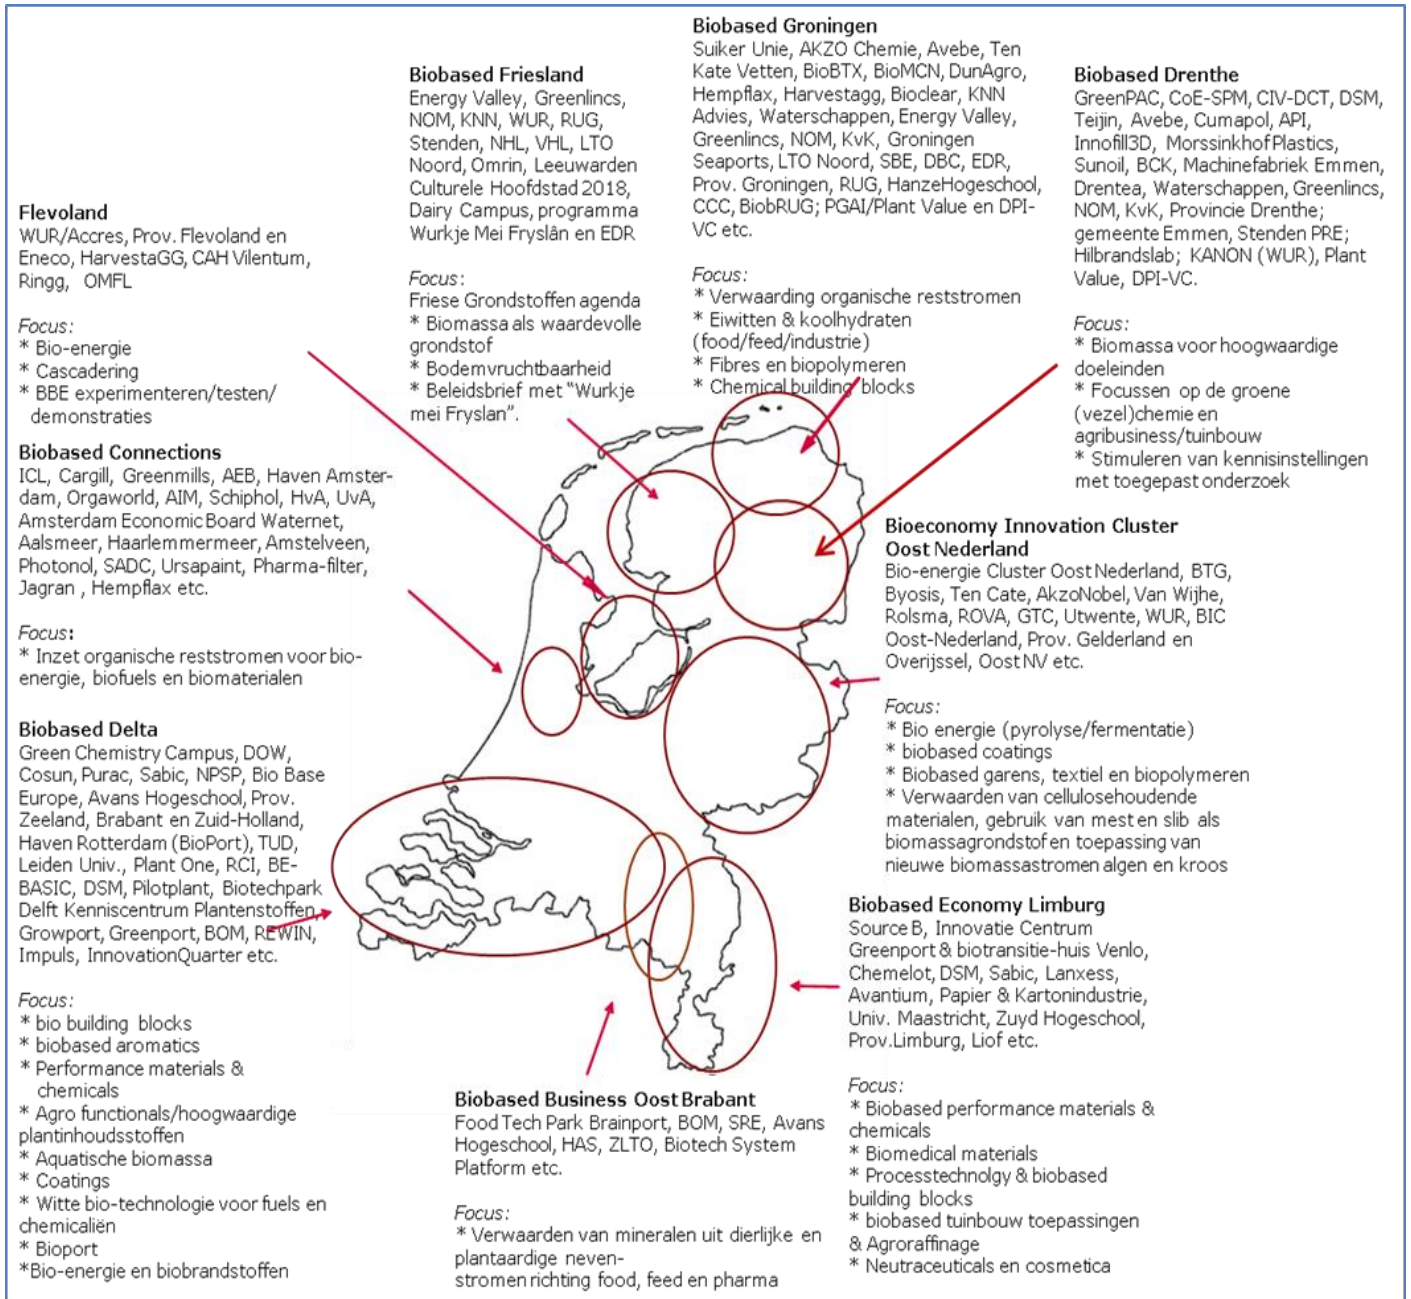 Biobased Groningen
Suiker Unie, AKZO Chemie, Avebe, Ten
Kate Vetten, BioBTX, BioMCN, DunAgro,
Hempflax, Harvestagg, Bioclear, KNN
Advies, Waterschappen, Energy Valley,
Greenlincs, NOM, KvK, Groningen
Seaports, LTO Noord, SBE, DBC, EDR,
Prov. Groningen, RUG, HanzeHogeschool,
CCC, BiobRUG; PGAI/Plant Value en DPI-
VC etc.
Focus:
* Verwaarding organische reststromen
* Eiwitten & koolhydraten
(food/feed/industrie)
* Fibres en biopolymeren
* Chemical building blocks
Biobased Friesland
Energy Valley, Greenlincs,
NOM, KNN, WUR, RUG,
Stenden, NHL, VHL, LTO
Noord, Omrin, Leeuwarden
Culturele Hoofdstad 2018,
Dairy Campus, programma
Wurkje Mei Fryslân en EDR
Focus:
Friese Grondstoffen agenda
* Biomassa als waardevolle
grondstof
* Bodemvruchtbaarheid
* Beleidsbrief met "Wurkje
mei Fryslan".
Biobased Drenthe
GreenPAC, CoE-SPM, CIV-DCT, DSM,
Teijin, Avebe, Cumapol, API,
Innofill3D, Morssinkhof Plastics,
Sunoil, BCK, Machinefabriek Emmen,
Drentea, Waterschappen, Greenlincs,
NOM, KvK, Provincie Drenthe;
gemeente Emmen, Stenden PRE;
Hilbrandslab; KANON (WUR), Plant
Value, DPI-VC.
Focus:
* Biomassa voor hoogwaardige
doeleinden
* Focussen op de groene
(vezel)chemie en
agribusiness/tuinbouw
* Stimuleren van kennisinstellingen
met toegepast onderzoek
Flevoland
WUR/Accres, Prov. Flevoland en
Eneco, HarvestaGG, CAH Vilentum,
Ringg, OMFL
Focus:
* Bio-energie
* Cascadering
* BBE experimenteren/testen/
demonstraties
Biobased Connections
ICL, Cargill, Greenmills, AEB, Haven Amster-
dam, Orgaworld, AIM, Schiphol, HvA, UvA,
Amsterdam Economic Board Waternet,
Aalsmeer, Haarlemmermeer, Amstelveen,
Photonol, SADC, Ursapaint, Pharma-filter,
Jagran , Hempflax etc.
Focus:
* Inzet organische reststromen voor bio-
energie, biofuels en biomaterialen
Bioeconomy Innovation Cluster
Oost Nederland
Bio-energie Cluster Oost Nederland, BTG,
Byosis, Ten Cate, AkzoNobel, Van Wijhe,
Rolsma, ROVA, GTC, Utwente, WUR, BIC
Oost-Nederland, Prov. Gelderland en
Overijssel, Oost NV etc.
Focus:
* Bio energie (pyrolyse/fermentatie)
* biobased coatings
* Biobased garens, textiel en biopolymeren
* Verwaarden van cellulosehoudende
materialen, gebruik van mest en slib als
biomassagrondstof en toepassing van
nieuwe biomassastromen algen en kroos
Biobased Delta
Green Chemistry Campus, DOW,
Cosun, Purac, Sabic, NPSP, Bio Base
Europe, Avans Hogeschool, Prov.
Zeeland, Brabant en Zuid-Holland,
Haven Rotterdam (BioPort), TUD,
Leiden Univ., Plant One, RCI, BE-
BASIC, DSM, Pilotplant, Biotechpark
Delft Kenniscentrum Plantenstoffen,
Growport, Greenport, BOM, REWIN,
Impuls, InnovationQuarter etc.
Focus:
* bio building blocks
* biobased aromatics
* Performance materials &
chemicals
* Agro functionals/hoogwaardige
plantinhoudsstoffen
* Aquatische biomassa
* Coatings
* Witte bio-technologie voor fuels en
chemicaliën
* Bioport
*Bio-energie en biobrandstoffen
Biobased Business Oost Brabant
Food Tech Park Brainport, BOM, SRE, Avans
Hogeschool, HAS, ZLTO, Biotech System
Platform etc.
Focus:
* Verwaarden van mineralen uit dierlijke en
plantaardige neven-
stromen richting food, feed en pharma
Biobased Economy Limburg
Source B, Innovatie Centrum
Greenport & biotransitie-huis Venlo,
Chemelot, DSM, Sabic, Lanxess,
Avantium, Papier & Kartonindustrie,
Univ. Maastricht, Zuyd Hogeschool,
Prov.Limburg, Liof etc.
Focus:
* Biobased performance materials &
chemicals
* Biomedical materials
* Processtechnolgy & biobased
building blocks
* biobased tuinbouw toepassingen
& Agroraffinage
* Neutraceuticals en cosmetica